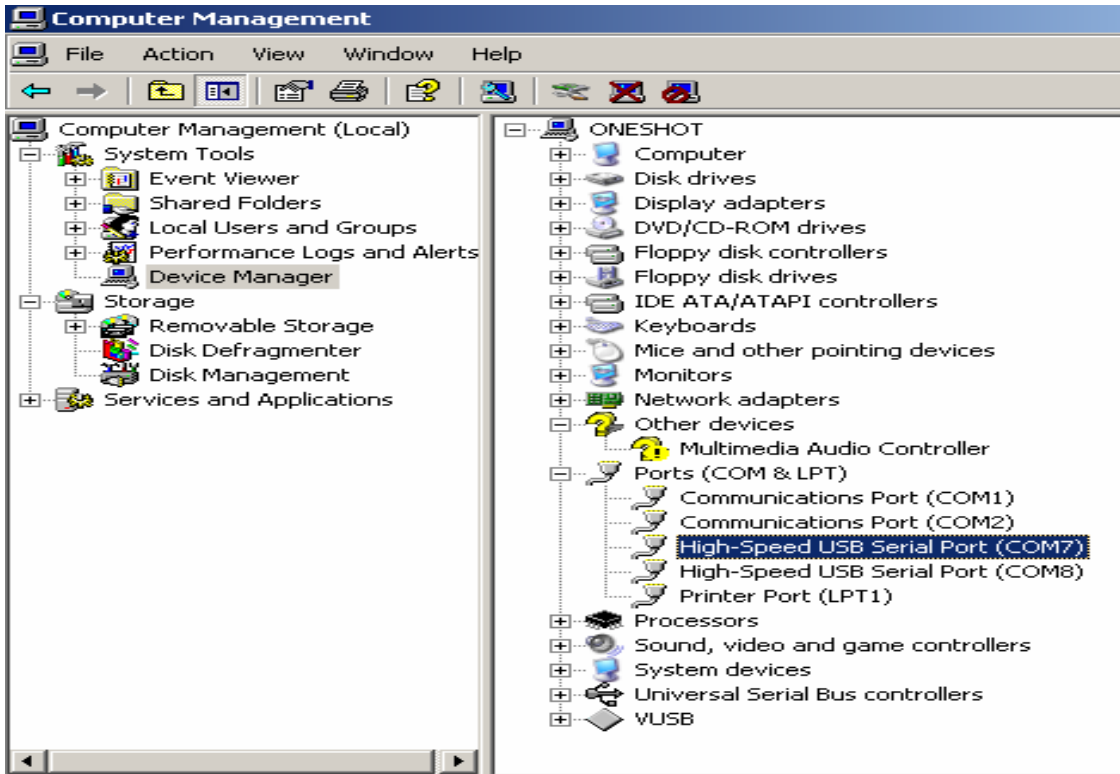 Computer Management
File Action View Window Help
Computer Management (Local)
System Tools
Event Viewer
Shared Folders
Local Users and Groups
Performance Logs and Alerts
Device Manager
Storage
Removable Storage
Disk Defragmenter
Disk Management
Services and Applications
ONESHOT
Computer
Disk drives
Display adapters
DVD/CD-ROM drives
Floppy disk controllers
Floppy disk drives
IDE ATA/ATAPI controllers
Keyboards
Mice and other pointing devices
Monitors
Network adapters
Other devices
Multimedia Audio Controller
Ports (COM & LPT)
Communications Port (COM1)
Communications Port (COM2)
High-Speed USB Serial Port (COM7)
High-Speed USB Serial Port (COM8)
Printer Port (LPT1)
Processors
Sound, video and game controllers
System devices
Universal Serial Bus controllers
VUSB